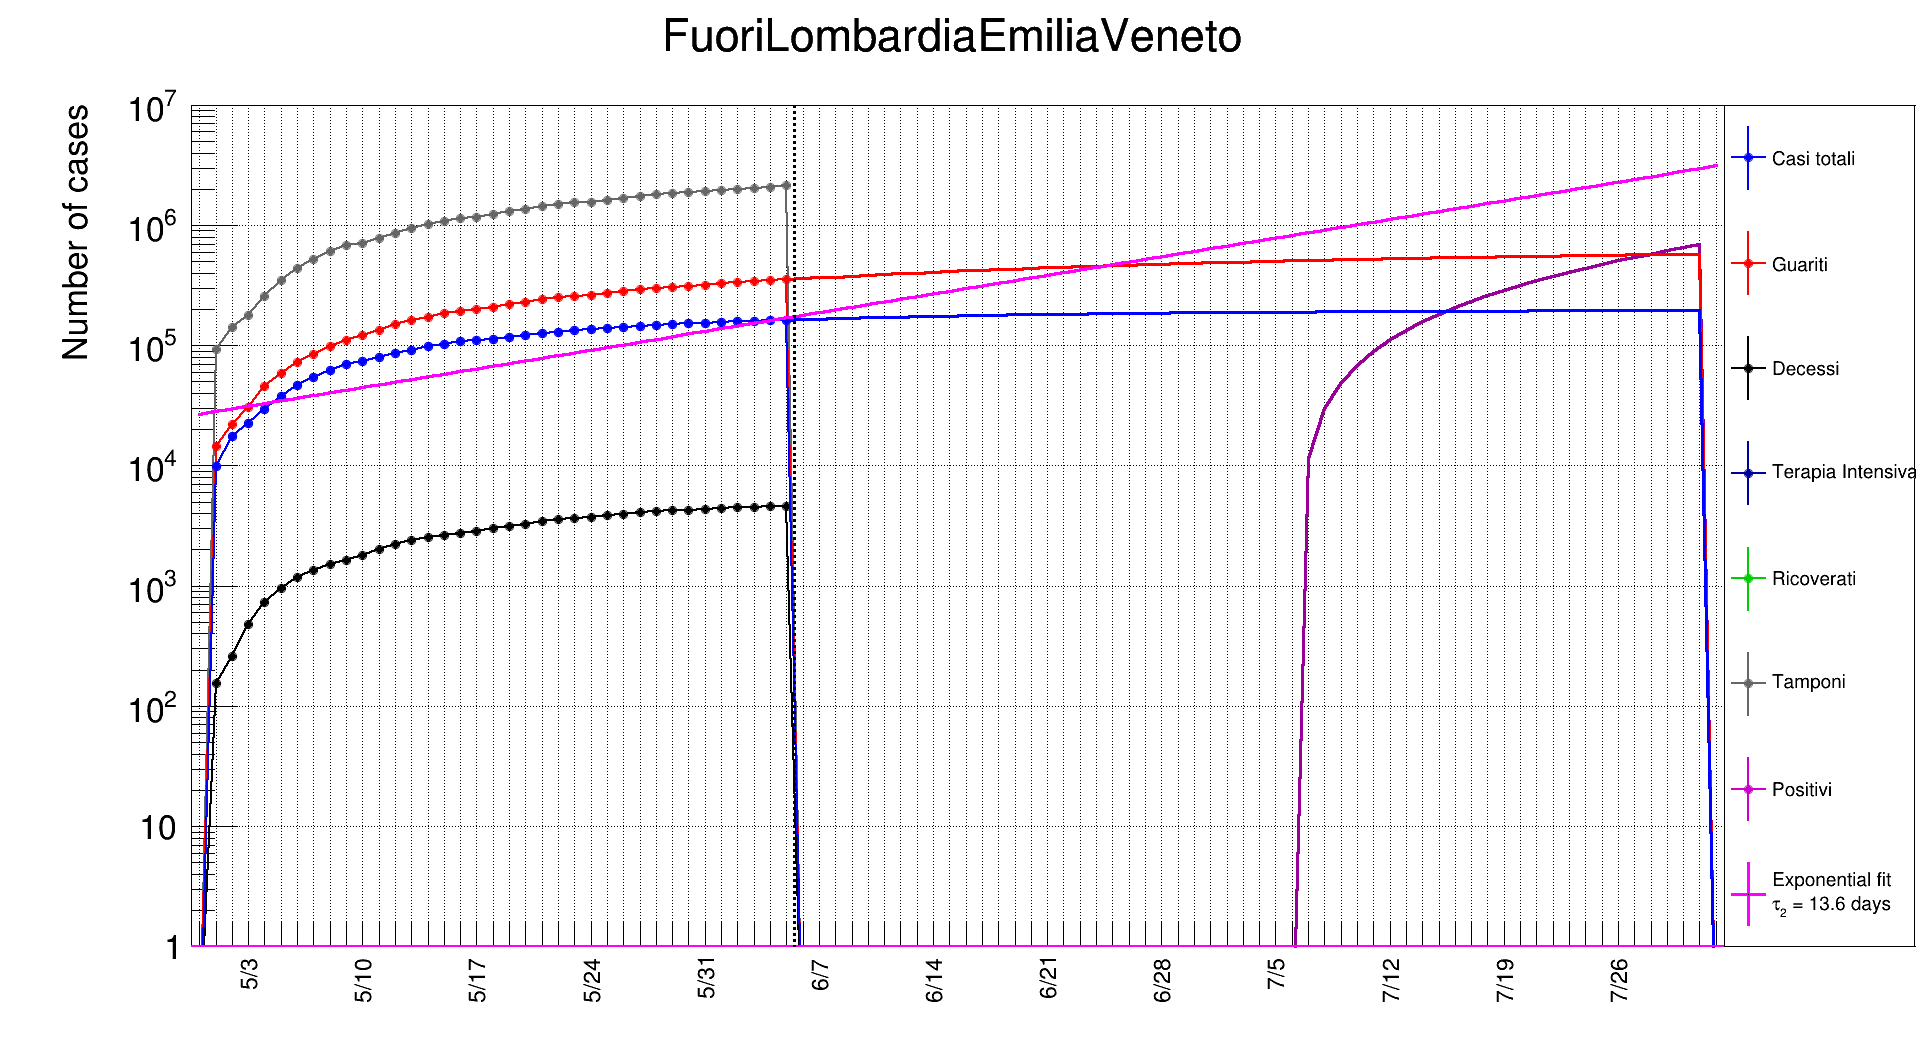 FuoriLombardiaEmiliaVeneto
Number of cases
10^7
10^6
10^5
10^4
10^3
10^2
10
1
5/3
5/10
5/17
5/24
5/31
6/7
6/14
6/21
6/28
7/5
7/12
7/19
7/26
Casi totali
Guariti
Decessi
Terapia Intensiva
Ricoverati
Tamponi
Positivi
Exponential fit
τ₂ = 13.6 days